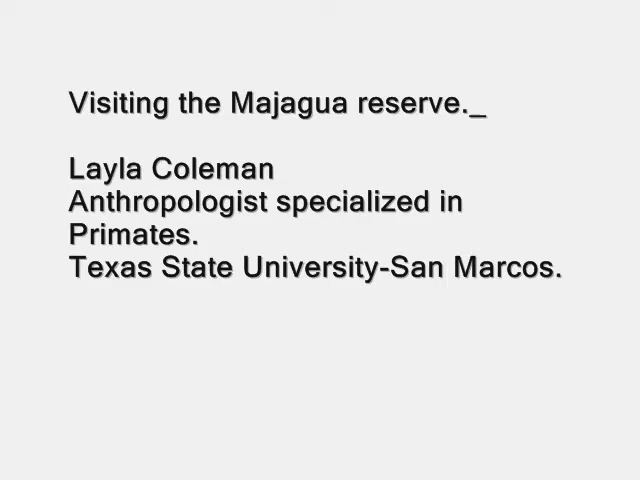 Visiting the Majagua reserve._
Layla Coleman
Anthropologist specialized in
Primates.
Texas State University-San Marcos.